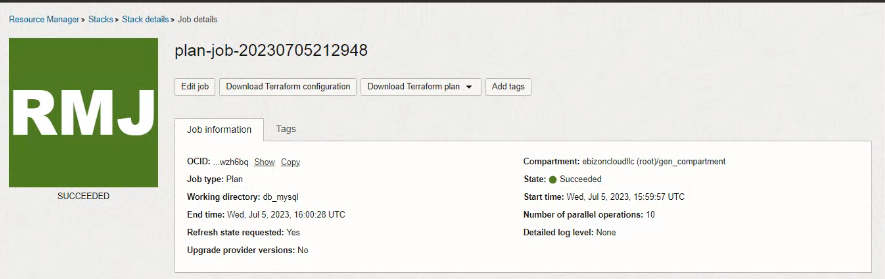 Resource Manager » Stacks » Stack details » Job details
RMJ
SUCCEEDED
plan-job-20230705212948
Edit job Download Terraform configuration Download Terraform plan Add tags
Job information Tags
OCID: ...wzh6bq Show Copy
Job type: Plan
Working directory: db_mysql
End time: Wed, Jul 5, 2023, 16:00:28 UTC
Refresh state requested: Yes
Upgrade provider versions: No
Compartment: ebizoncloudllc (root)/gen_compartment
State: Succeeded
Start time: Wed, Jul 5, 2023, 15:59:57 UTC
Number of parallel operations: 10
Detailed log level: None